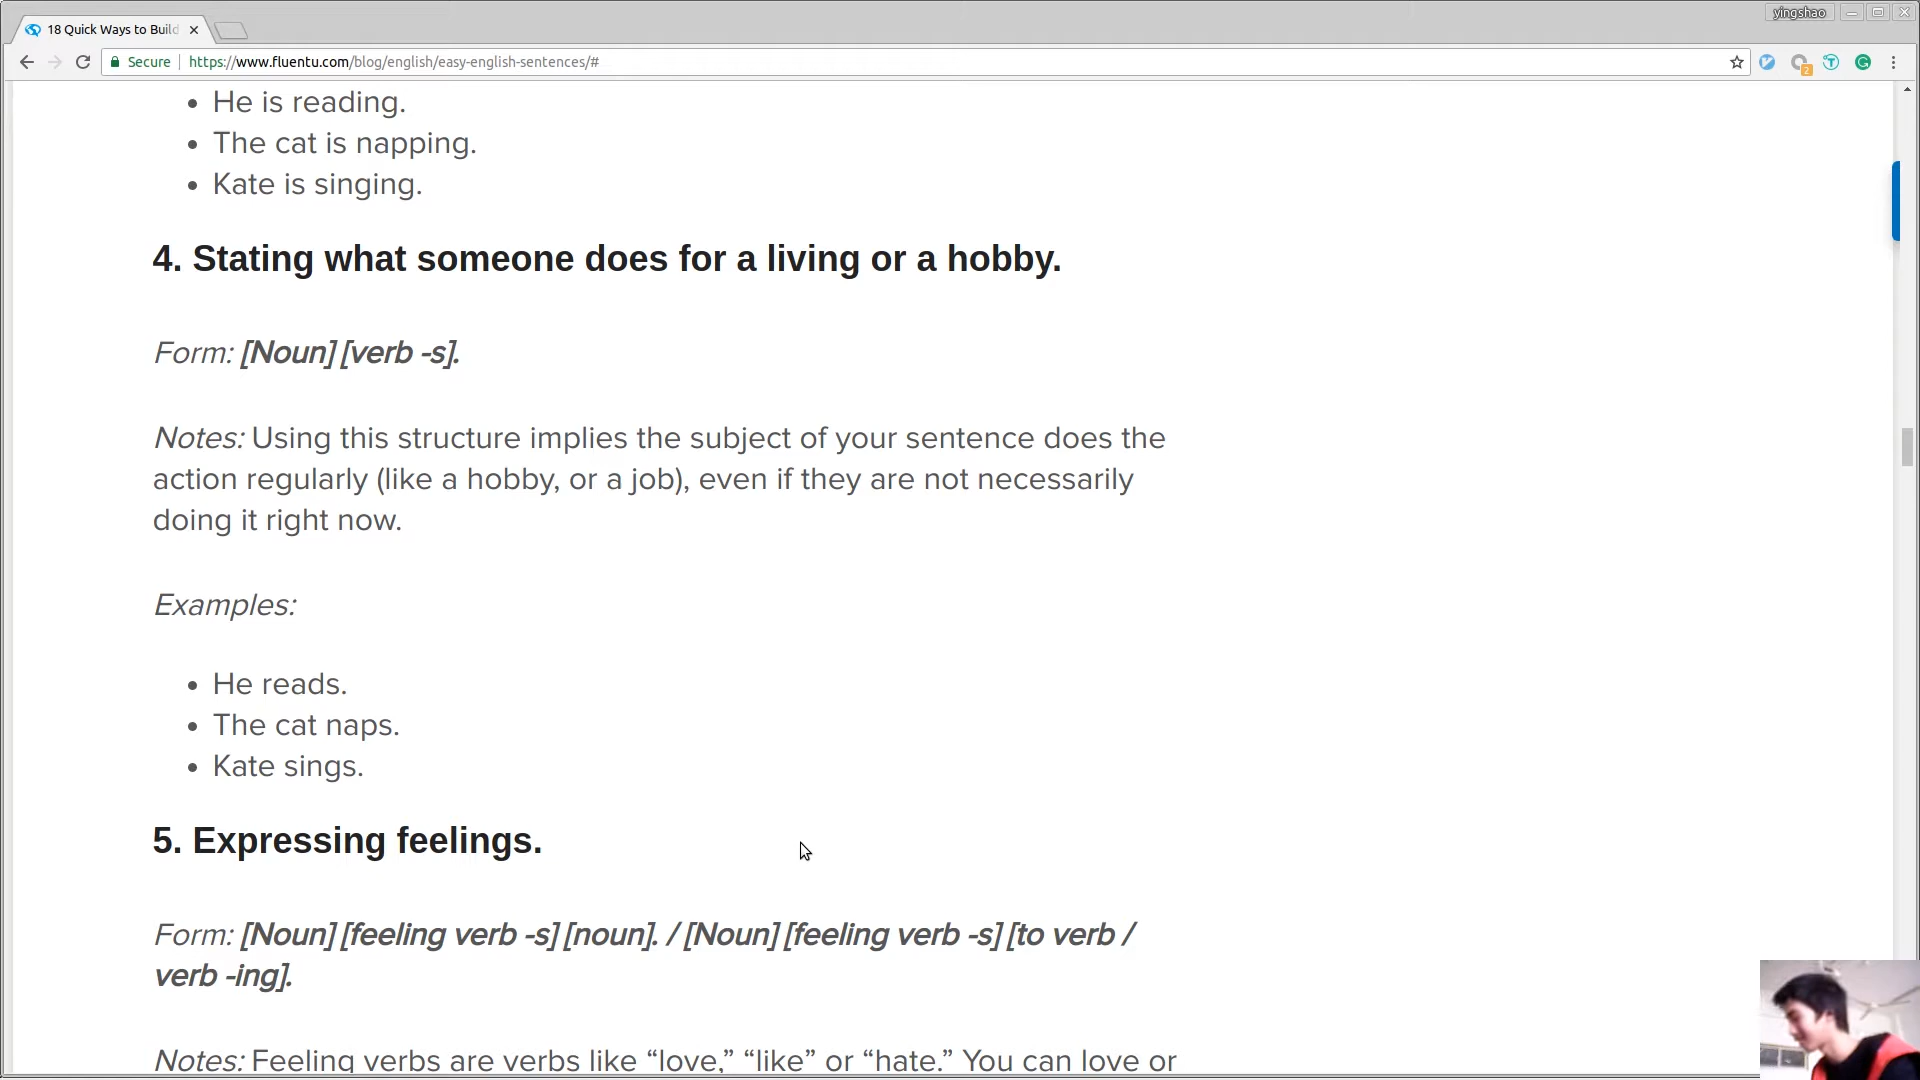 yingshao
18 Quick Ways to Build
Secure
https://www.fluentu.com/blog/english/easy-english-sentences/#
2
He is reading.
The cat is napping.
Kate is singing.
4. Stating what someone does for a living or a hobby.
Form: [Noun] [verb -s].
Notes: Using this structure implies the subject of your sentence does the
action regularly (like a hobby, or a job), even if they are not necessarily
doing it right now.
Examples:
He reads.
The cat naps.
Kate sings.
5. Expressing feelings.
Form: [Noun] [feeling verb -s] [noun]. / [Noun] [feeling verb -s] [to verb /
verb -ing].
Notes: Feeling verbs are verbs like “love,” “like” or “hate.” You can love or